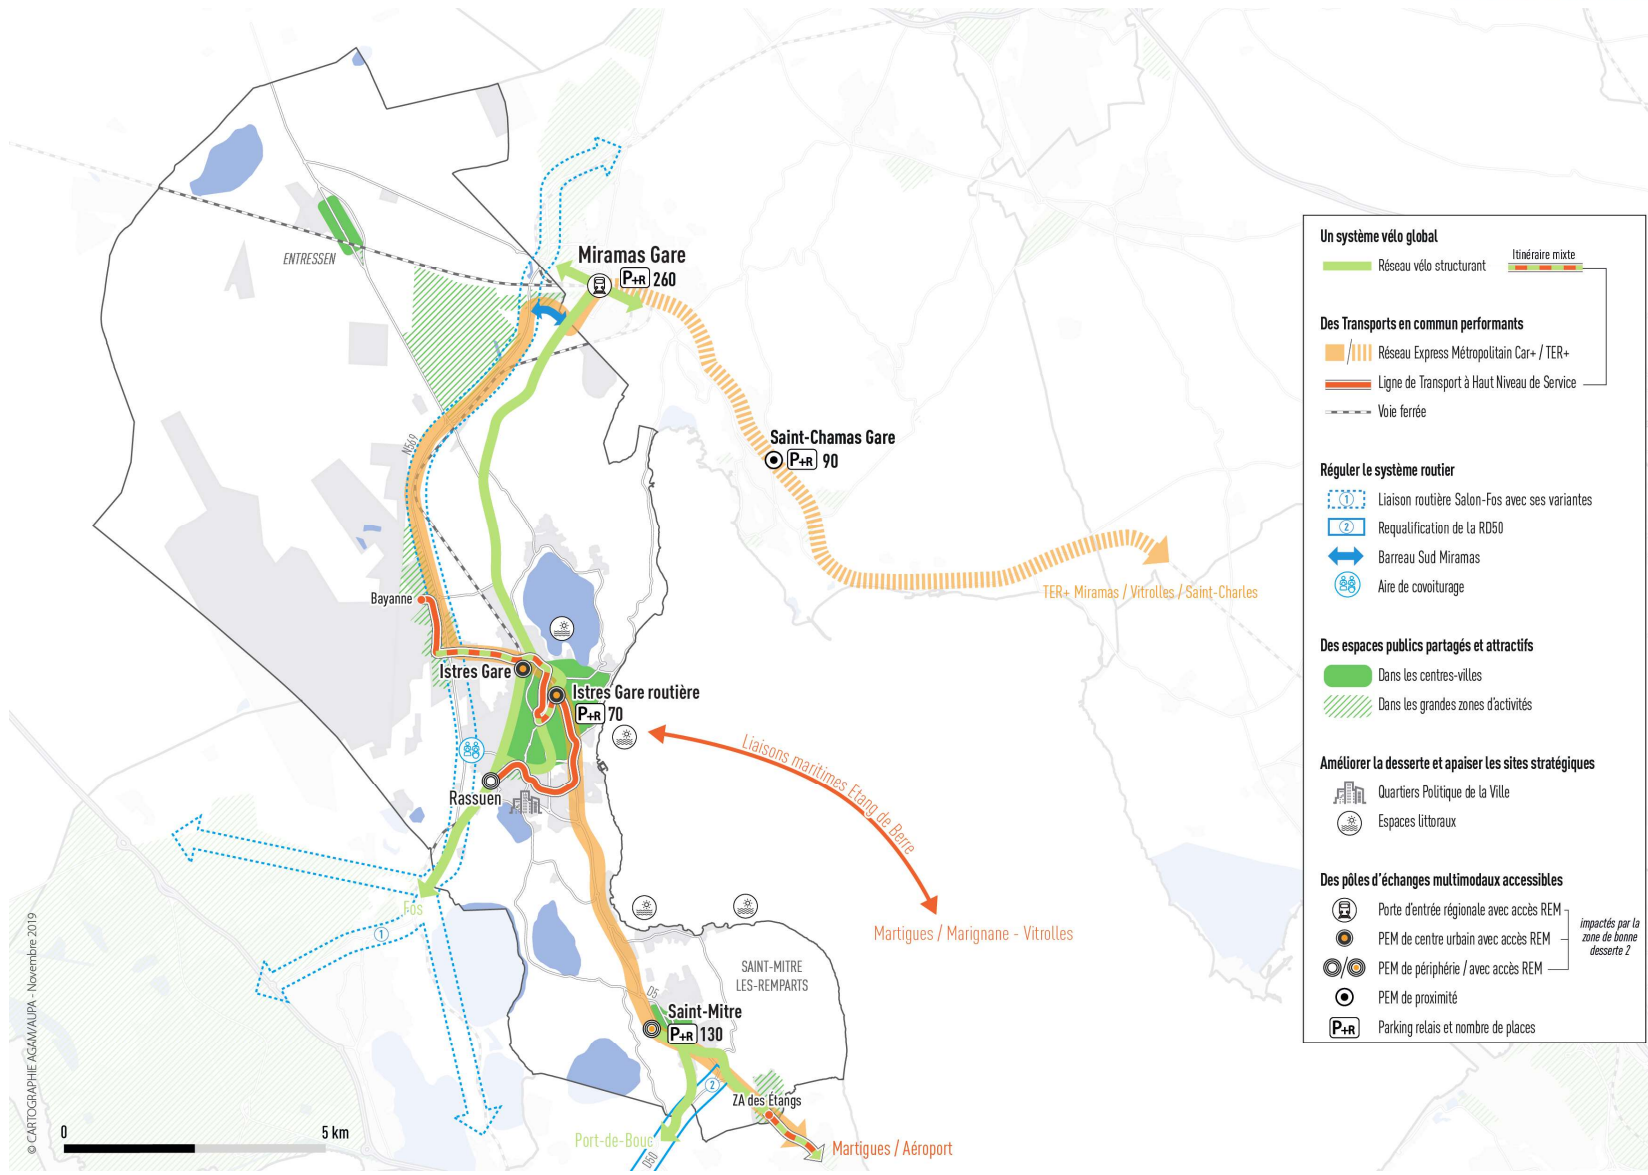 ENTRESSEN
Miramas Gare
P+R 260
N569
Saint-Chamas Gare
P+R 90
TER+ Miramas / Vitrolles / Saint-Charles
Bayanne
Istres Gare
Istres Gare routière
P+R 70
Rassuen
Liaisons maritimes Etang de Berre
Martigues / Marignane - Vitrolles
Fos
1
SAINT-MITRE
LES-REMPARTS
D5
Saint-Mitre
P+R 130
2
ZA des Étangs
Port-de-Bouc
D50
Martigues / Aéroport
0
5 km
© CARTOGRAPHIE AGAM/AUPA - Novembre 2019
Un système vélo global
Réseau vélo structurant
Itinéraire mixte
Des Transports en commun performants
Réseau Express Métropolitain Car+ / TER+
Ligne de Transport à Haut Niveau de Service
Voie ferrée
Réguler le système routier
1 Liaison routière Salon-Fos avec ses variantes
2 Requalification de la RD50
Barreau Sud Miramas
Aire de covoiturage
Des espaces publics partagés et attractifs
Dans les centres-villes
Dans les grandes zones d'activités
Améliorer la desserte et apaiser les sites stratégiques
Quartiers Politique de la Ville
Espaces littoraux
Des pôles d'échanges multimodaux accessibles
Porte d'entrée régionale avec accès REM
PEM de centre urbain avec accès REM
PEM de périphérie / avec accès REM
impactés par la
zone de bonne
desserte 2
PEM de proximité
P+R Parking relais et nombre de places